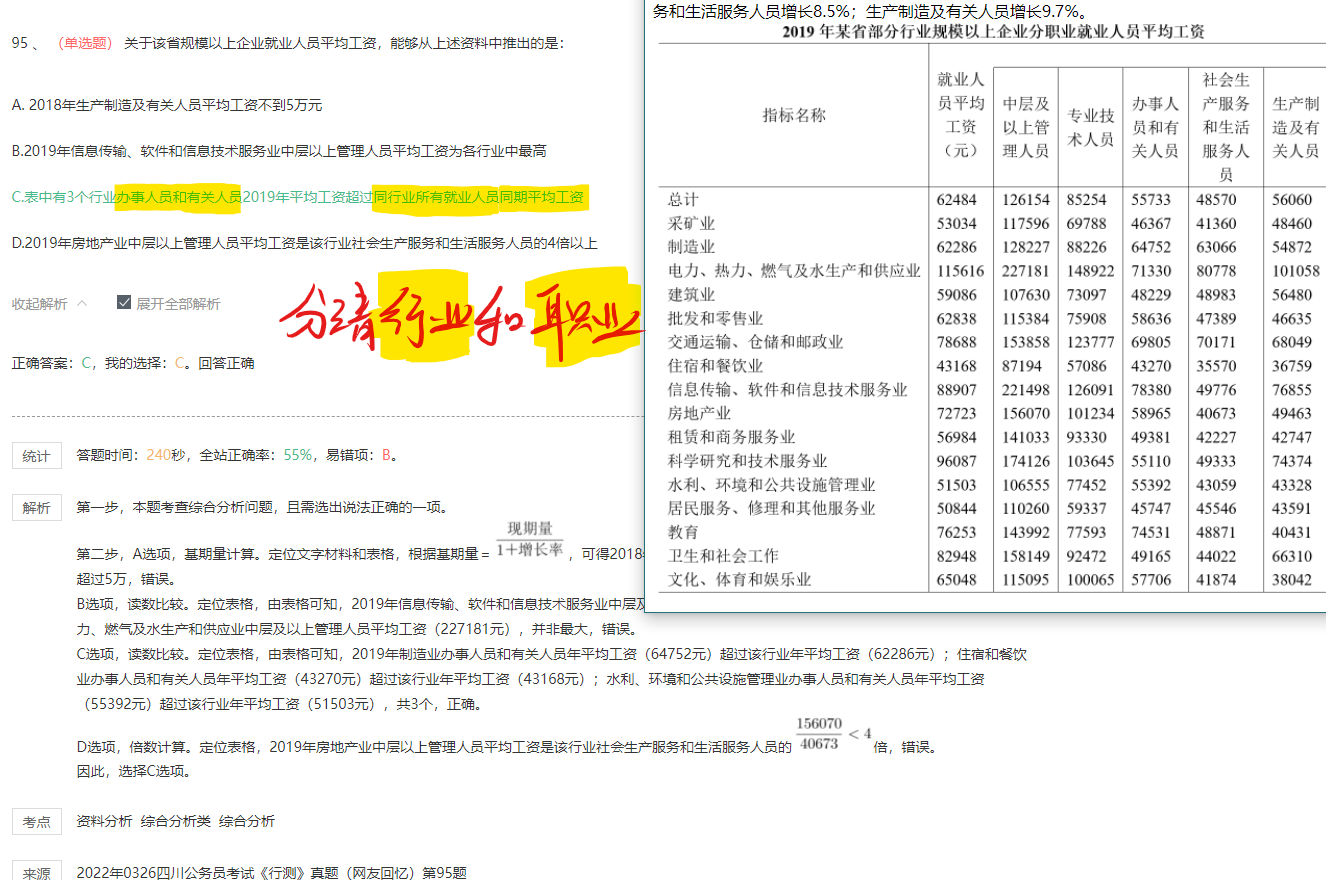 95 、 （单选题） 关于该省规模以上企业就业人员平均工资，能够从上述资料中推出的是：
A. 2018年生产制造及有关人员平均工资不到5万元
B.2019年信息传输、软件和信息技术服务业中层以上管理人员平均工资为各行业中最高
C.表中有3个行业办事人员和有关人员2019年平均工资超过同行业所有就业人员同期平均工资
D.2019年房地产业中层以上管理人员平均工资是该行业社会生产服务和生活服务人员的4倍以上
收起解析 展开全部解析
分清行业和职业
正确答案：C，我的选择：C。回答正确
务和生活服务人员增长8.5%；生产制造及有关人员增长9.7%。
2019 年某省部分行业规模以上企业分职业就业人员平均工资
指标名称 就业人员平均工资（元） 中层及以上管理人员 专业技术人员 办事人员和有关人员 社会生产服务和生活服务人员 生产制造及有关人员
总计 62484 126154 85254 55733 48570 56060
采矿业 53034 117596 69788 46367 41360 48460
制造业 62286 128227 88226 64752 63066 54872
电力、热力、燃气及水生产和供应业 115616 227181 148922 71330 80778 101058
建筑业 59086 107630 73097 48229 48983 56480
批发和零售业 62838 115384 75908 58636 47389 46635
交通运输、仓储和邮政业 78688 153858 123777 69805 70171 68049
住宿和餐饮业 43168 87194 57086 43270 35570 36759
信息传输、软件和信息技术服务业 88907 221498 126091 78380 49776 76855
房地产业 72723 156070 101234 58965 40673 49463
租赁和商务服务业 56984 141033 93330 49381 42227 42747
科学研究和技术服务业 96087 174126 103645 55110 49333 74374
水利、环境和公共设施管理业 51503 106555 77452 55392 43059 43328
居民服务、修理和其他服务业 50844 110260 59337 45747 45546 43591
教育 76253 143992 77593 74531 48871 40431
卫生和社会工作 82948 158149 92472 49165 44022 66310
文化、体育和娱乐业 65048 115095 100065 57706 41874 38042
统计 答题时间：240秒，全站正确率：55%，易错项：B。
解析 第一步，本题考查综合分析问题，且需选出说法正确的一项。
第二步，A选项，基期量计算。定位文字材料和表格，根据基期量＝现期量/1＋增长率，可得2018
超过5万，错误。
B选项，读数比较。定位表格，由表格可知，2019年信息传输、软件和信息技术服务业中层及
力、燃气及水生产和供应业中层及以上管理人员平均工资（227181元），并非最大，错误。
C选项，读数比较。定位表格，由表格可知，2019年制造业办事人员和有关人员年平均工资（64752元）超过该行业年平均工资（62286元）；住宿和餐饮
业办事人员和有关人员年平均工资（43270元）超过该行业年平均工资（43168元）；水利、环境和公共设施管理业办事人员和有关人员年平均工资
（55392元）超过该行业年平均工资（51503元），共3个，正确。
D选项，倍数计算。定位表格，2019年房地产业中层以上管理人员平均工资是该行业社会生产服务和生活服务人员的156070/40673＜4倍，错误。
因此，选择C选项。
考点 资料分析 综合分析类 综合分析
来源 2022年0326四川公务员考试《行测》真题（网友回忆）第95题